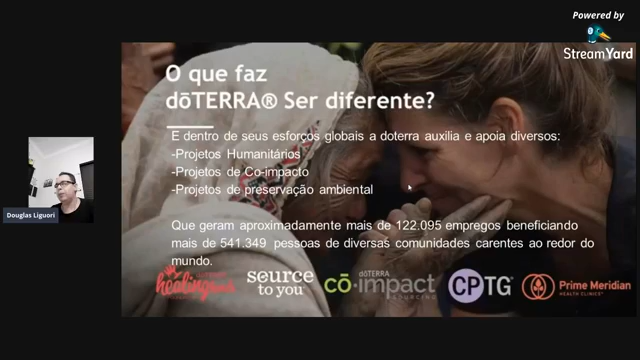 Powered by
StreamYard
O que faz
dōTERRA® Ser diferente?
E dentro de seus esforços globais a doterra auxilia e apoia diversos:
-Projetos Humanitários
-Projetos de Co-impacto
-Projetos de preservação ambiental
Que geram aproximadamente mais de 122.095 empregos beneficiando
mais de 541.349 pessoas de diversas comunidades carentes ao redor do
mundo.
healing
source
to you
dōTERRA
cō·impact
SOURCING
CPTG
Prime Meridian
HEALTH CLINICS
Douglas Liguori